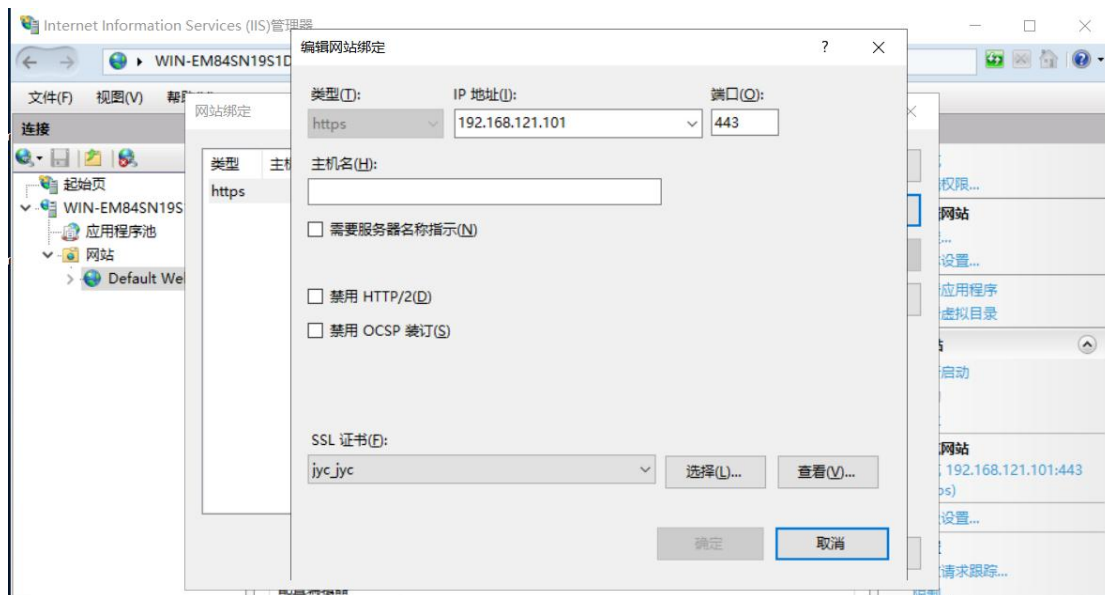 Internet Information Services (IIS)管理器
WIN-EM84SN19S1D
文件(F) 视图(V)
连接
起始页
WIN-EM84SN19S
应用程序池
网站
Default We
网站绑定
类型
https
编辑网站绑定
?
类型(T): IP 地址(I): 端口(O):
https 192.168.121.101 443
主机名(H):
需要服务器名称指示(N)
禁用 HTTP/2(D)
禁用 OCSP 装订(S)
SSL 证书(F):
jyc_jyc 选择(L)... 查看(V)...
确定 取消
权限...
网站
设置...
应用程序
虚拟目录
启动
网站
192.168.121.101:443
设置...
请求跟踪...